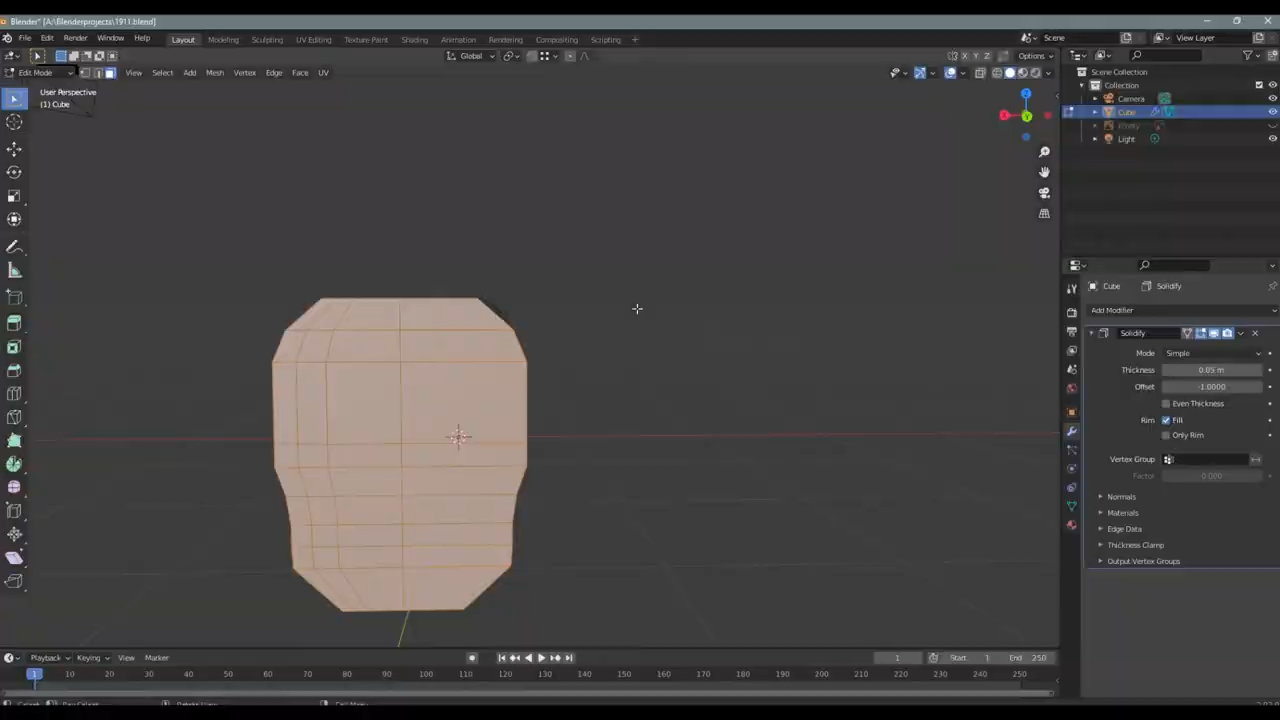 Blender* [A:\Blenderprojects\1911.blend]
File Edit Render Window Help Layout Modeling Sculpting UV Editing Texture Paint Shading Animation Rendering Compositing Scripting + Scene View Layer
Global Options
Edit Mode View Select Add Mesh Vertex Edge Face UV
Scene Collection
Collection
Camera
Cube
Light
User Perspective
(1) Cube
X
Y
Z
Cube Solidify
Add Modifier
Solidify
Mode Simple
Thickness 0.05 m
Offset -1.0000
Even Thickness
Rim Fill
Only Rim
Vertex Group
Factor 0.000
Normals
Materials
Edge Data
Thickness Clamp
Output Vertex Groups
Playback Keying View Marker 1 Start 1 End 250
1 10 20 30 40 50 60 70 80 90 100 110 120 130 140 150 160 170 180 190 200 210 220 230 240 250